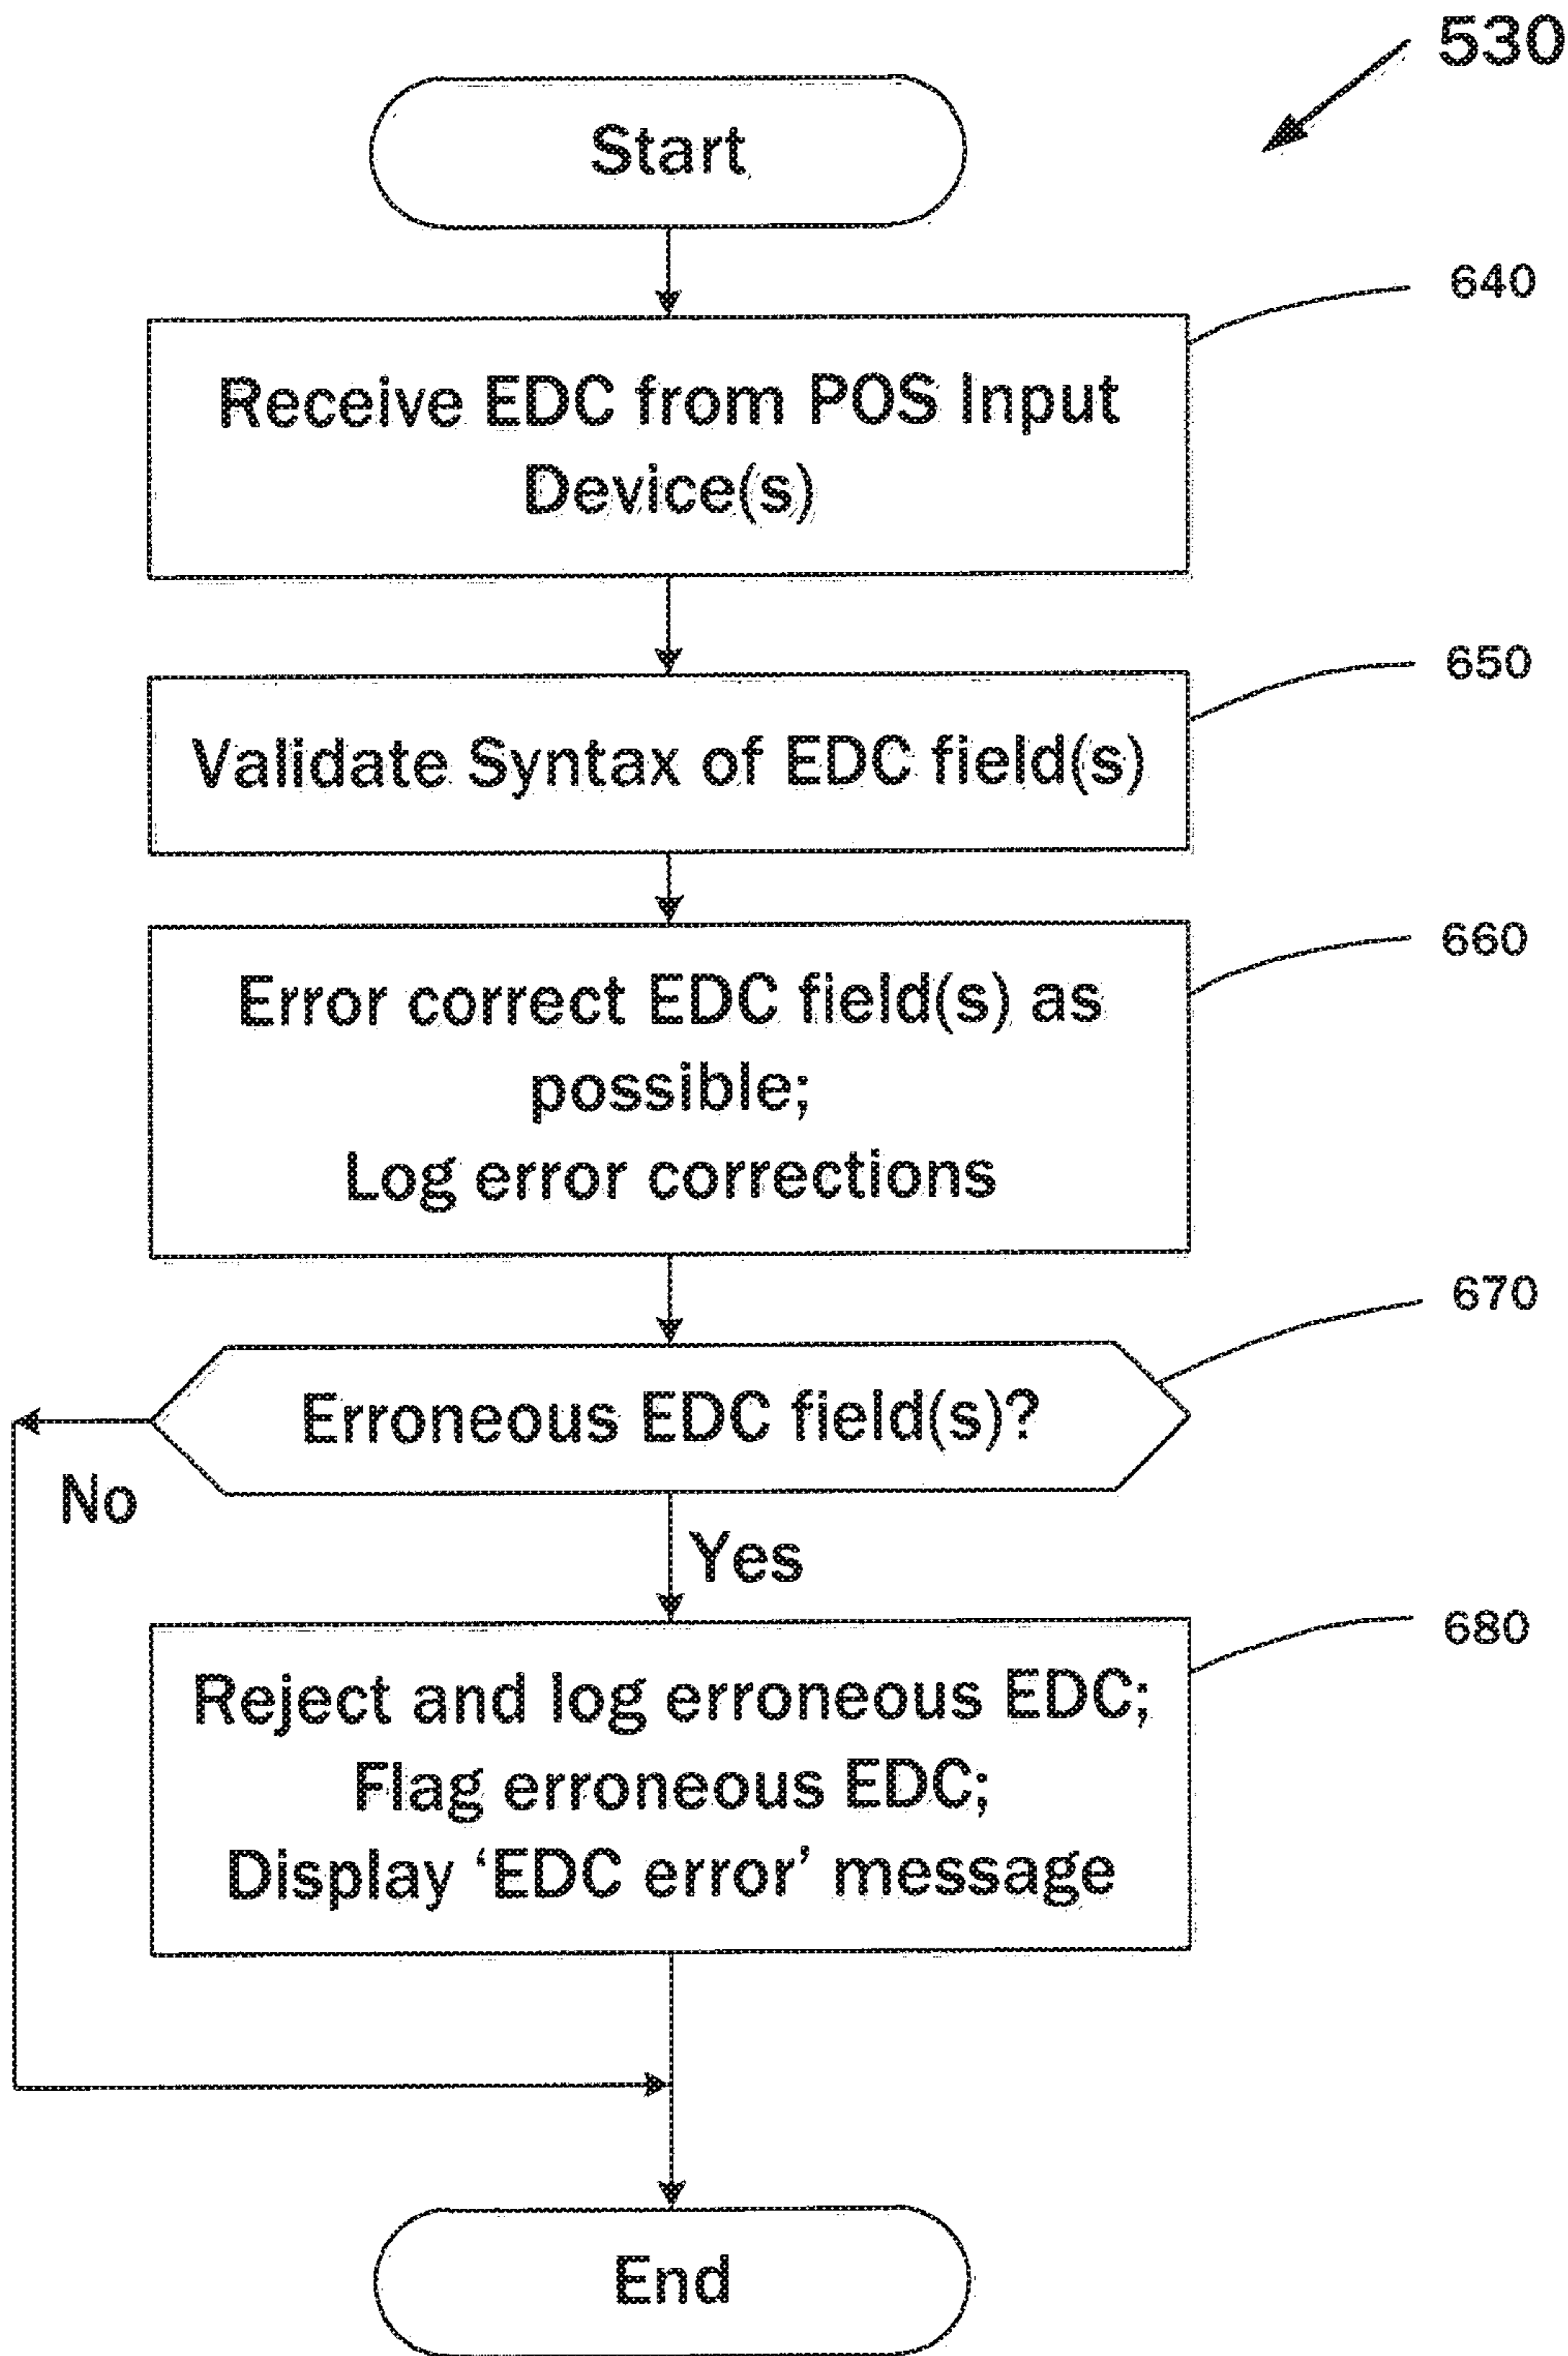 530
Start
640
Receive EDC from POS Input
Device(s)
650
Validate Syntax of EDC field(s)
660
Error correct EDC field(s) as
possible;
Log error corrections
670
Erroneous EDC field(s)?
No
Yes
680
Reject and log erroneous EDC;
Flag erroneous EDC;
Display ‘EDC error’ message
End